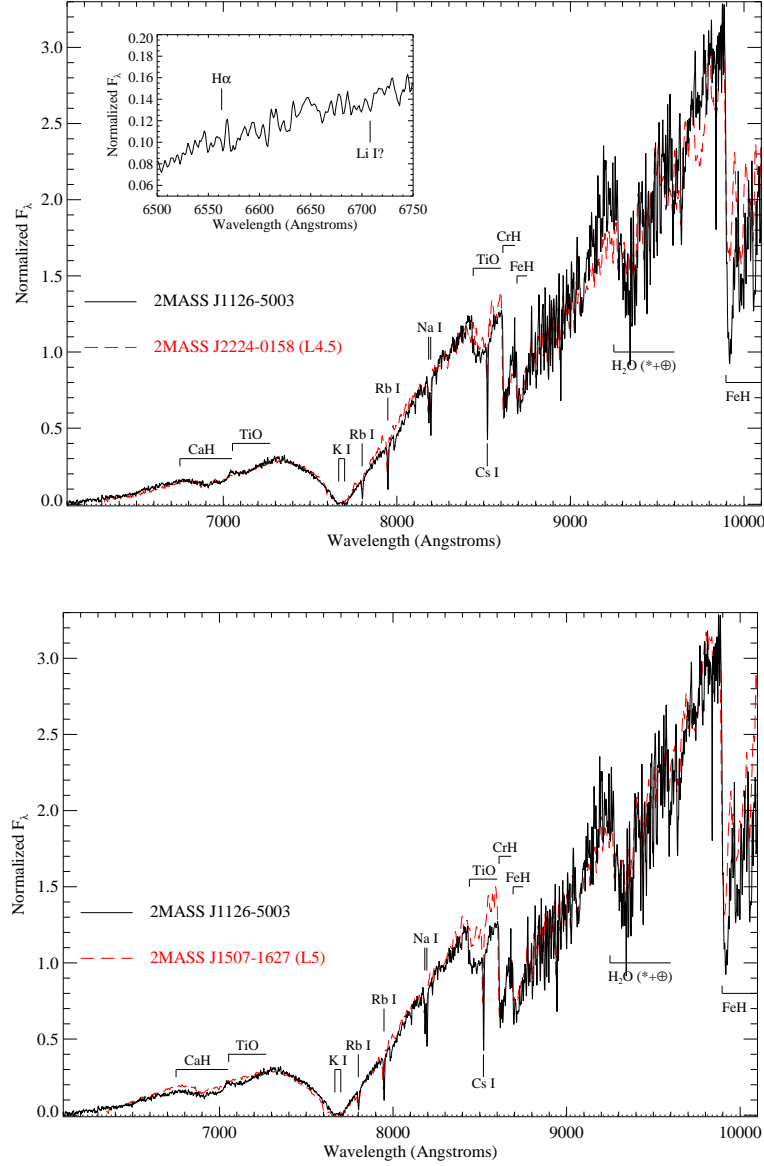 3.0
2.5
2.0
1.5
1.0
0.5
0.0
Normalized F_λ
0.20
0.18
0.16
0.14
0.12
0.10
0.08
0.06
Normalized F_λ
Hα
Li I?
6500 6550 6600 6650 6700 6750
Wavelength (Angstroms)
2MASS J1126-5003
2MASS J2224-0158 (L4.5)
CrH
TiO
FeH
Na I
Rb I
H₂O (*+⊕)
TiO
CaH
K I
Rb I
Cs I
FeH
7000 8000 9000 10000
Wavelength (Angstroms)
3.0
2.5
2.0
1.5
1.0
0.5
0.0
Normalized F_λ
2MASS J1126-5003
2MASS J1507-1627 (L5)
CrH
TiO
FeH
Na I
Rb I
H₂O (*+⊕)
TiO
CaH
K I
Rb I
Cs I
FeH
7000 8000 9000 10000
Wavelength (Angstroms)